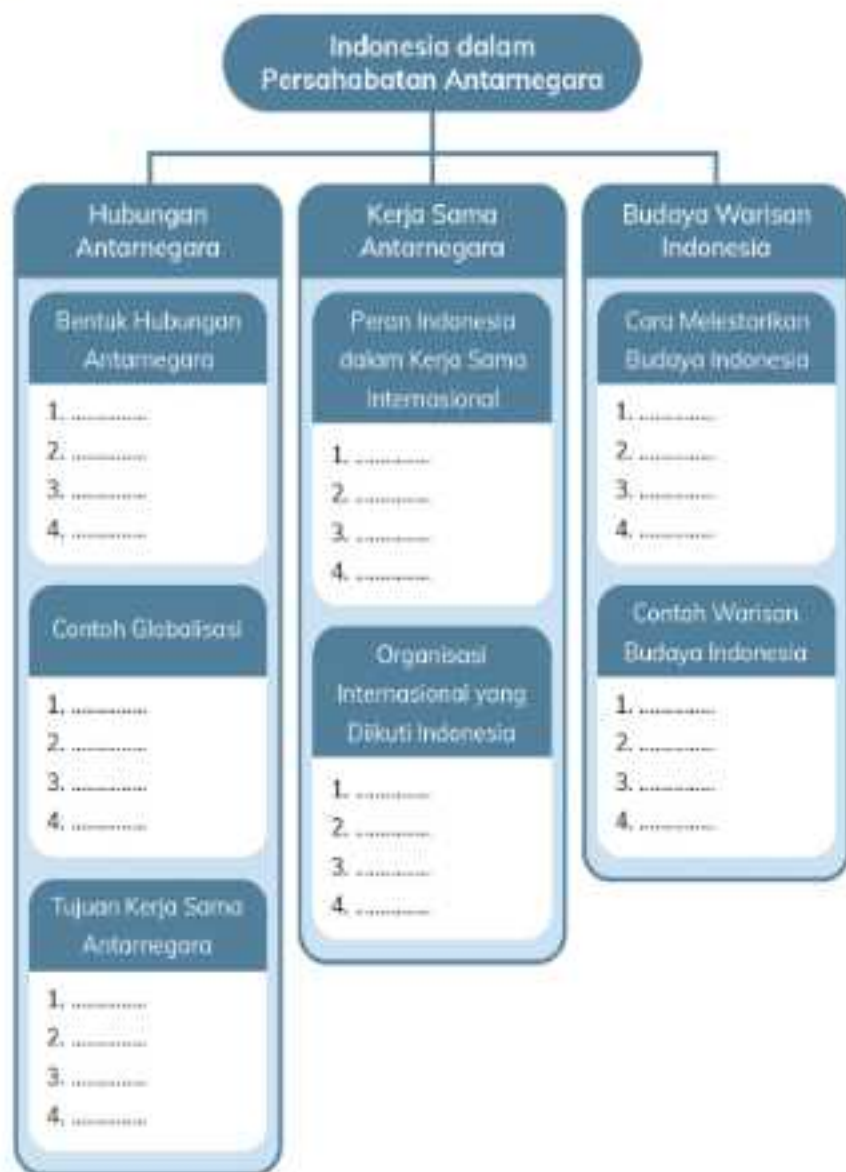 Indonesia dalam
Persahabatan Antarnegara
Hubungan
Antarnegara
Bentuk Hubungan
Antarnegara
1. ..............
2. ..............
3. ..............
4. ..............
Contoh Globalisasi
1. ..............
2. ..............
3. ..............
4. ..............
Tujuan Kerja Sama
Antarnegara
1. ..............
2. ..............
3. ..............
4. ..............
Kerja Sama
Antarnegara
Peran Indonesia
dalam Kerja Sama
Internasional
1. ..............
2. ..............
3. ..............
4. ..............
Organisasi
Internasional yang
Diikuti Indonesia
1. ..............
2. ..............
3. ..............
4. ..............
Budaya Warisan
Indonesia
Cara Melestarikan
Budaya Indonesia
1. ..............
2. ..............
3. ..............
4. ..............
Contoh Warisan
Budaya Indonesia
1. ..............
2. ..............
3. ..............
4. ..............